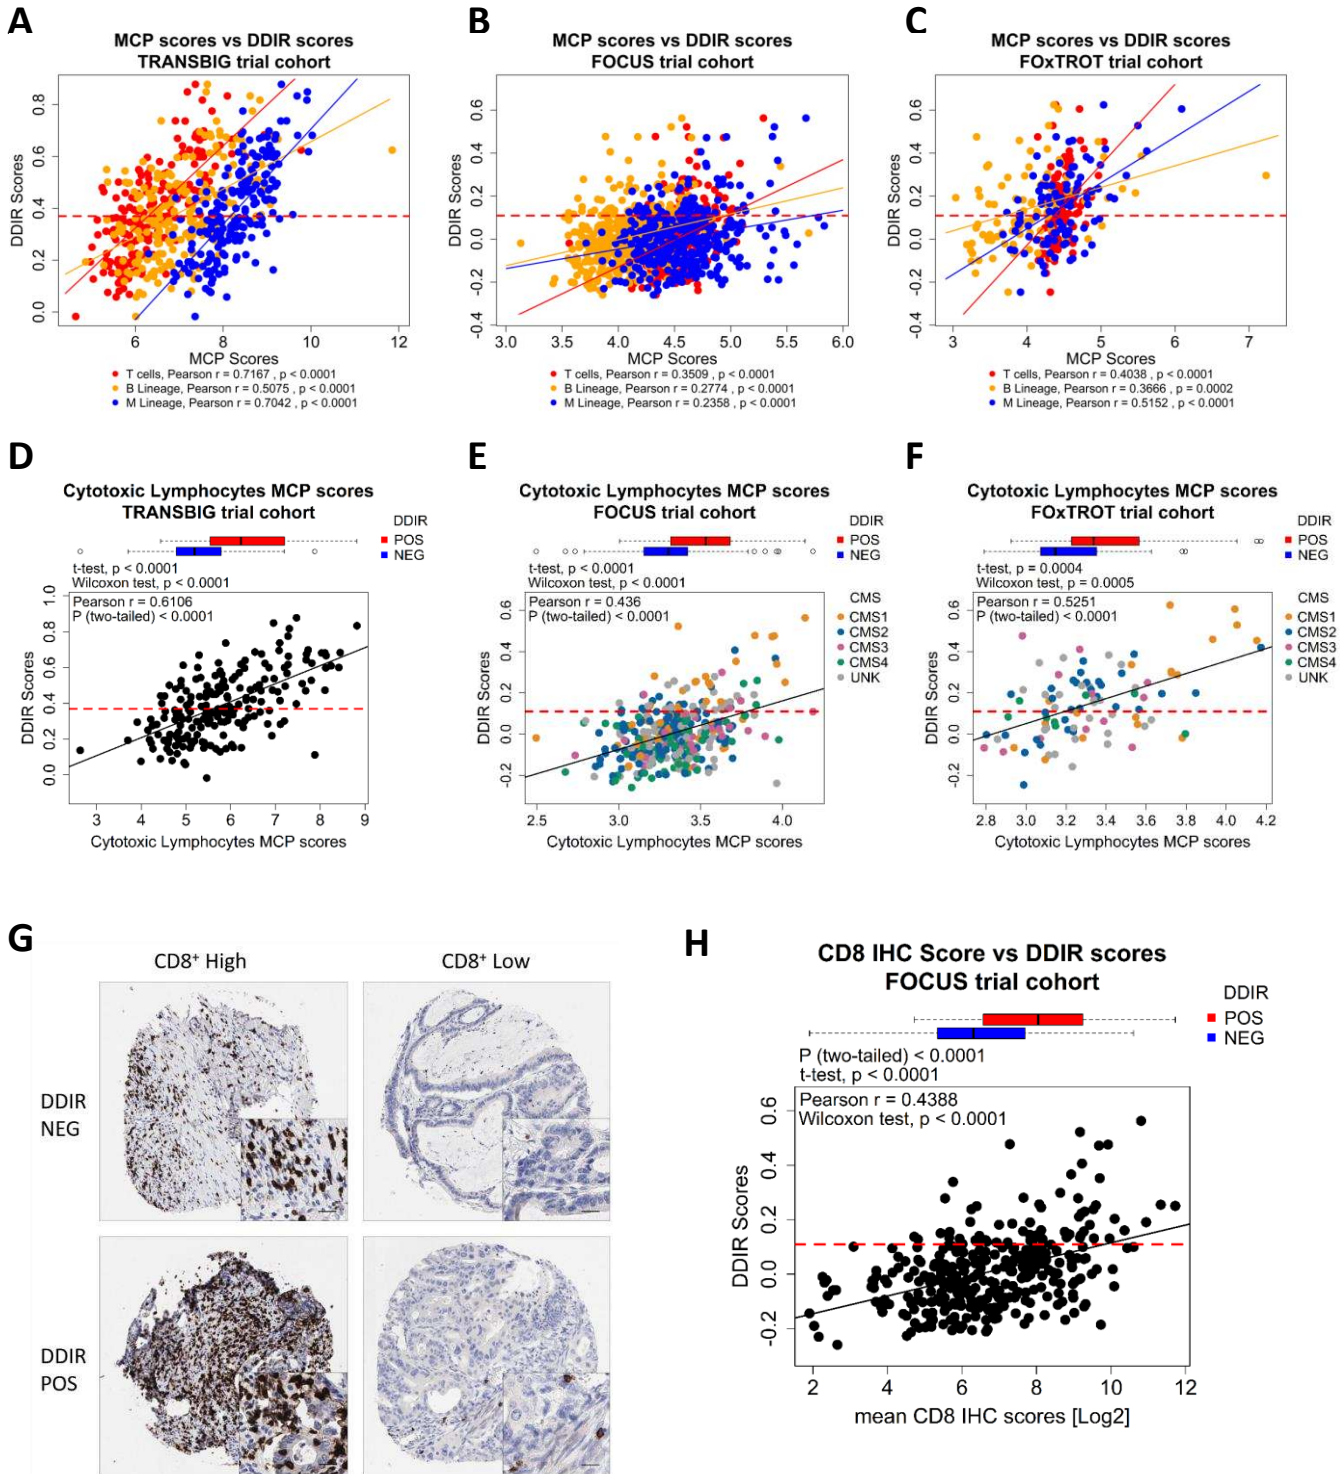 A
MCP scores vs DDIR scores
TRANSBIG trial cohort
DDIR Scores
0.8
0.6
0.4
0.2
0.0
6
8
10
12
MCP Scores
T cells, Pearson r = 0.7167 , p < 0.0001
B Lineage, Pearson r = 0.5075 , p < 0.0001
M Lineage, Pearson r = 0.7042 , p < 0.0001
B
MCP scores vs DDIR scores
FOCUS trial cohort
DDIR Scores
0.6
0.4
0.2
0.0
-0.2
-0.4
3.0
3.5
4.0
4.5
5.0
5.5
6.0
MCP Scores
T cells, Pearson r = 0.3509 , p < 0.0001
B Lineage, Pearson r = 0.2774 , p < 0.0001
M Lineage, Pearson r = 0.2358 , p < 0.0001
C
MCP scores vs DDIR scores
FOxTROT trial cohort
DDIR Scores
0.6
0.4
0.2
0.0
-0.2
-0.4
3
4
5
6
7
MCP Scores
T cells, Pearson r = 0.4038 , p < 0.0001
B Lineage, Pearson r = 0.3666 , p = 0.0002
M Lineage, Pearson r = 0.5152 , p < 0.0001
D
Cytotoxic Lymphocytes MCP scores
TRANSBIG trial cohort
DDIR
POS
NEG
t-test, p < 0.0001
Wilcoxon test, p < 0.0001
Pearson r = 0.6106
P (two-tailed) < 0.0001
DDIR Scores
1.0
0.8
0.6
0.4
0.2
0.0
3
4
5
6
7
8
9
Cytotoxic Lymphocytes MCP scores
E
Cytotoxic Lymphocytes MCP scores
FOCUS trial cohort
DDIR
POS
NEG
t-test, p < 0.0001
Wilcoxon test, p < 0.0001
Pearson r = 0.436
P (two-tailed) < 0.0001
CMS
CMS1
CMS2
CMS3
CMS4
UNK
DDIR Scores
0.6
0.4
0.2
0.0
-0.2
2.5
3.0
3.5
4.0
Cytotoxic Lymphocytes MCP scores
F
Cytotoxic Lymphocytes MCP scores
FOxTROT trial cohort
DDIR
POS
NEG
t-test, p = 0.0004
Wilcoxon test, p = 0.0005
Pearson r = 0.5251
P (two-tailed) < 0.0001
CMS
CMS1
CMS2
CMS3
CMS4
UNK
DDIR Scores
0.6
0.4
0.2
0.0
-0.2
2.8
3.0
3.2
3.4
3.6
3.8
4.0
4.2
Cytotoxic Lymphocytes MCP scores
G
CD8⁺ High
CD8⁺ Low
DDIR
NEG
DDIR
POS
H
CD8 IHC Score vs DDIR scores
FOCUS trial cohort
DDIR
POS
NEG
P (two-tailed) < 0.0001
t-test, p < 0.0001
Pearson r = 0.4388
Wilcoxon test, p < 0.0001
DDIR Scores
0.6
0.4
0.2
0.0
-0.2
2
4
6
8
10
12
mean CD8 IHC scores [Log2]